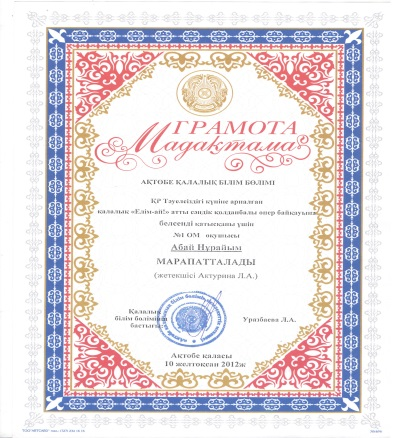 ГРАМОТА
Мадақтама
АҚТӨБЕ ҚАЛАЛЫҚ БІЛІМ БӨЛІМІ
ҚР Тәуелсіздігі күніне арналған
қалалық «Елім-ай!» атты сәндік қолданбалы өнер байқауына
белсенді қатысқаны үшін
№1 ОМ оқушысы
Абай Нұрайым
МАРАПАТТАЛАДЫ
(жетекшісі Актурина Л.А.)
Қалалық
білім бөлімінің
бастығы: Уразбаева Л.А.
Ақтөбе қаласы
10 желтоқсан 2012ж